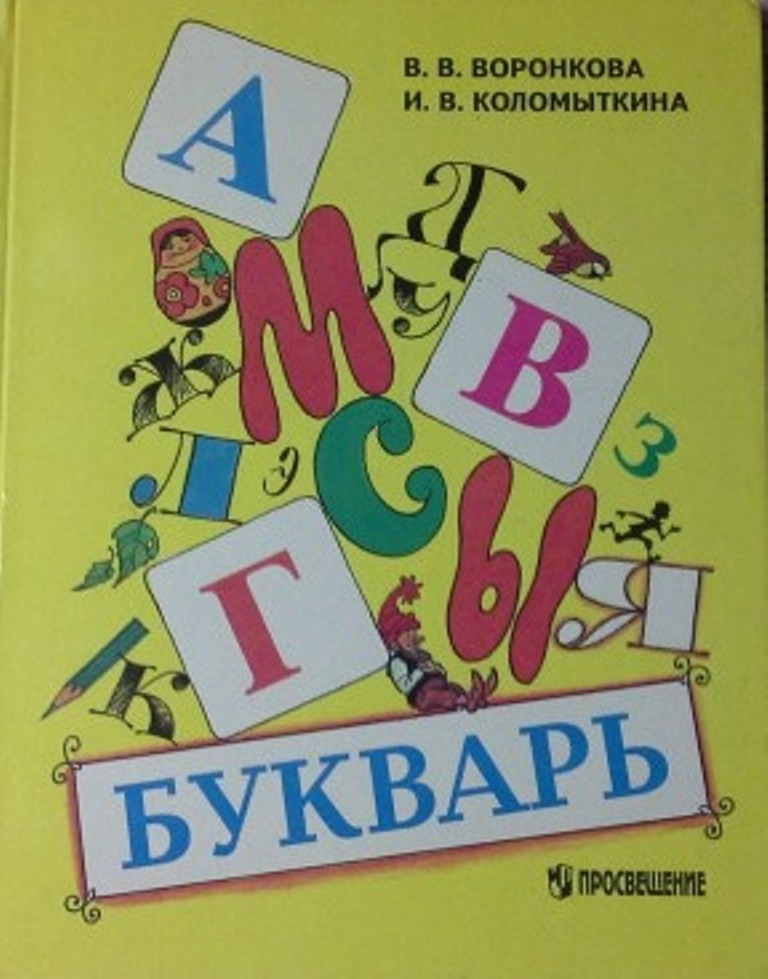 В. В. ВОРОНКОВА
И. В. КОЛОМЫТКИНА
А
Т
М
У
В
Ж
С
З
Л
Э
Ы
Г
Я
К
БУКВАРЬ
ПРОСВЕЩЕНИЕ